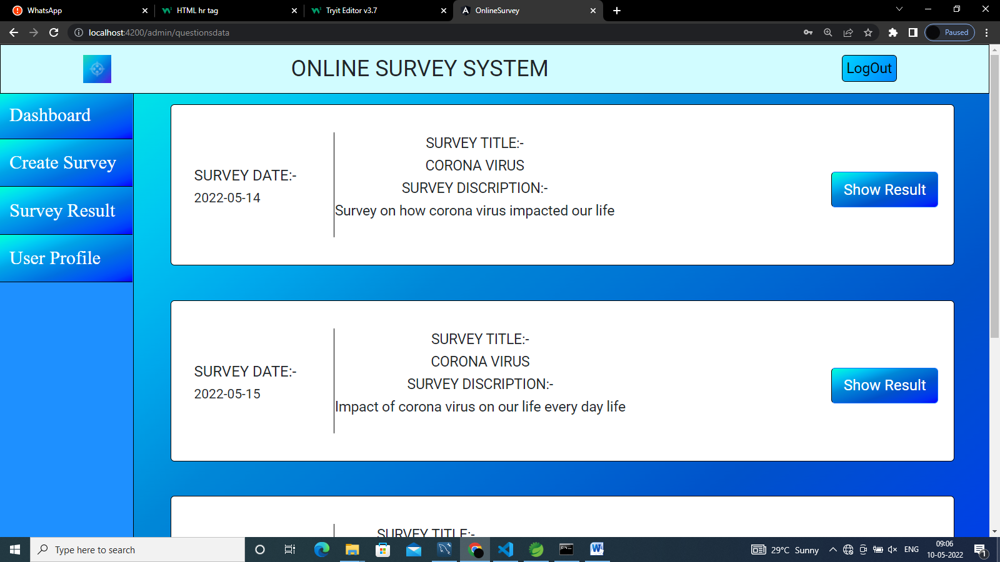 WhatsApp
HTML hr tag
Tryit Editor v3.7
OnlineSurvey
localhost:4200/admin/questionsdata
Paused
ONLINE SURVEY SYSTEM
LogOut
Dashboard
Create Survey
Survey Result
User Profile
SURVEY DATE:-
2022-05-14
SURVEY TITLE:-
CORONA VIRUS
SURVEY DISCRIPTION:-
Survey on how corona virus impacted our life
Show Result
SURVEY DATE:-
2022-05-15
SURVEY TITLE:-
CORONA VIRUS
SURVEY DISCRIPTION:-
Impact of corona virus on our life every day life
Show Result
SURVEY TITLE:-
Type here to search
29°C Sunny
ENG
09:06
10-05-2022
1